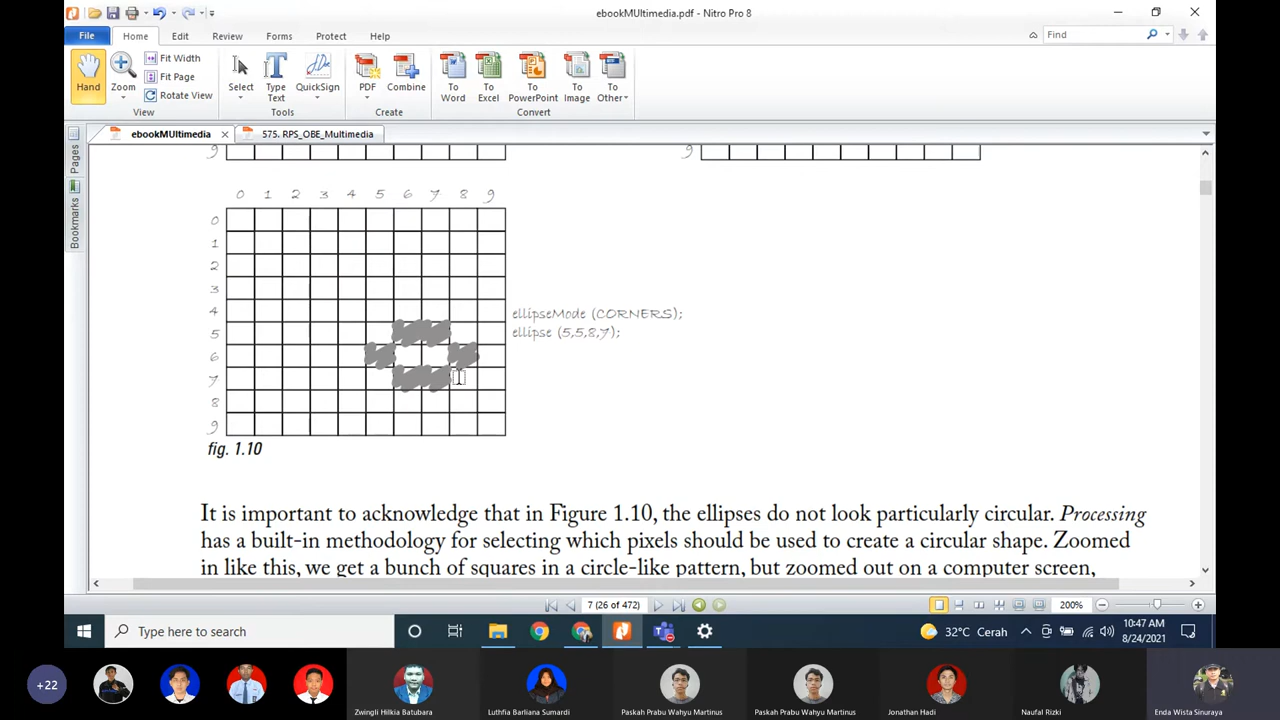 ebookMUltimedia.pdf - Nitro Pro 8
File Home Edit Review Forms Protect Help
Find
Hand
Zoom
Fit Width
Fit Page
Rotate View
View
Select
Type Text
QuickSign
Tools
PDF
Combine
Create
To Word
To Excel
To PowerPoint
To Image
To Other
Convert
ebookMUltimedia
575. RPS_OBE_Multimedia
Pages
Bookmarks
9
9
0 1 2 3 4 5 6 7 8 9
0
1
2
3
4
5
6
7
8
9
ellipseMode (CORNERS);
ellipse (5,5,8,7);
fig. 1.10
It is important to acknowledge that in Figure 1.10, the ellipses do not look particularly circular. Processing
has a built-in methodology for selecting which pixels should be used to create a circular shape. Zoomed
in like this, we get a bunch of squares in a circle-like pattern, but zoomed out on a computer screen,
7 (26 of 472)
200%
Type here to search
32°C Cerah
10:47 AM
8/24/2021
+22
Zwingli Hilkia Batubara
Luthfia Barliana Sumardi
Paskah Prabu Wahyu Martinus
Paskah Prabu Wahyu Martinus
Jonathan Hadi
Naufal Rizki
Enda Wista Sinuraya